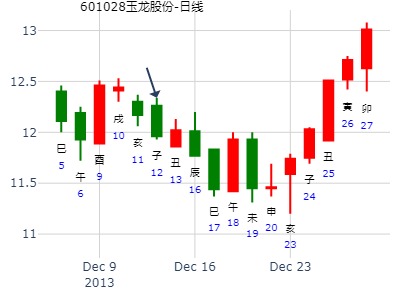 601028玉龙股份-日线
13
12.5
12
11.5
11
巳
5
午
6
酉
9
戌
10
亥
11
子
12
丑
13
辰
16
巳
17
午
18
未
19
申
20
亥
23
子
24
丑
25
寅
26
卯
27
Dec 9
2013
Dec 16
Dec 23